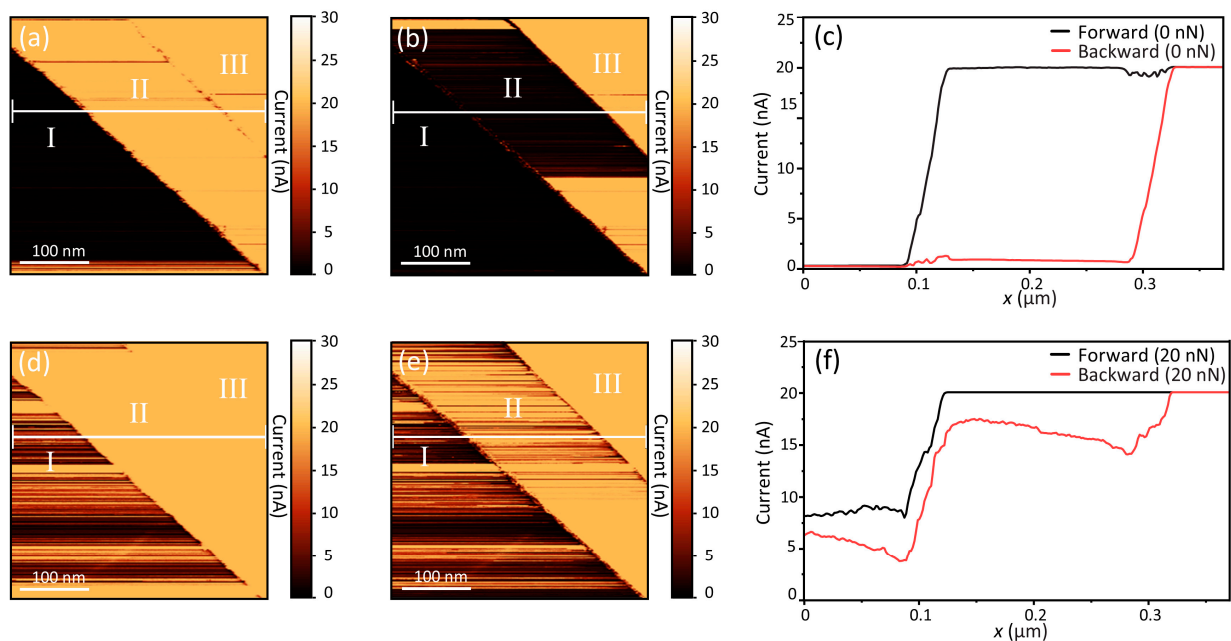 (a)
III
II
I
100 nm
30
25
20
15
10
5
0
Current (nA)
(b)
III
II
I
100 nm
30
25
20
15
10
5
0
Current (nA)
(c)
Forward (0 nN)
Backward (0 nN)
25
20
15
10
5
0
Current (nA)
0
0.1
0.2
0.3
x (μm)
(d)
III
II
I
100 nm
30
25
20
15
10
5
0
Current (nA)
(e)
III
II
I
100 nm
30
25
20
15
10
5
0
Current (nA)
(f)
Forward (20 nN)
Backward (20 nN)
25
20
15
10
5
0
Current (nA)
0
0.1
0.2
0.3
x (μm)